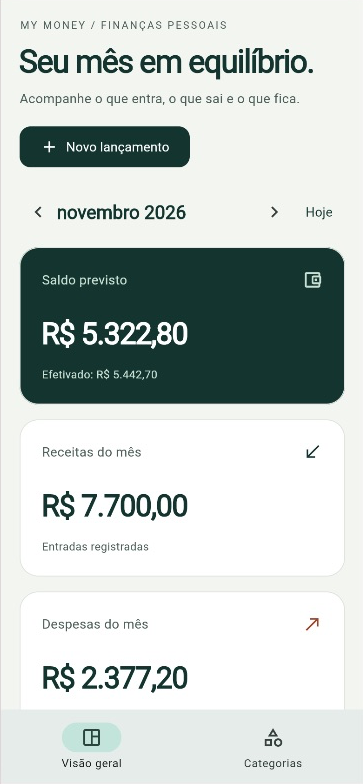 MY MONEY / FINANÇAS PESSOAIS
Seu mês em equilíbrio.
Acompanhe o que entra, o que sai e o que fica.
Novo lançamento
novembro 2026
Hoje
Saldo previsto
R$ 5.322,80
Efetivado: R$ 5.442,70
Receitas do mês
R$ 7.700,00
Entradas registradas
Despesas do mês
R$ 2.377,20
Visão geral
Categorias